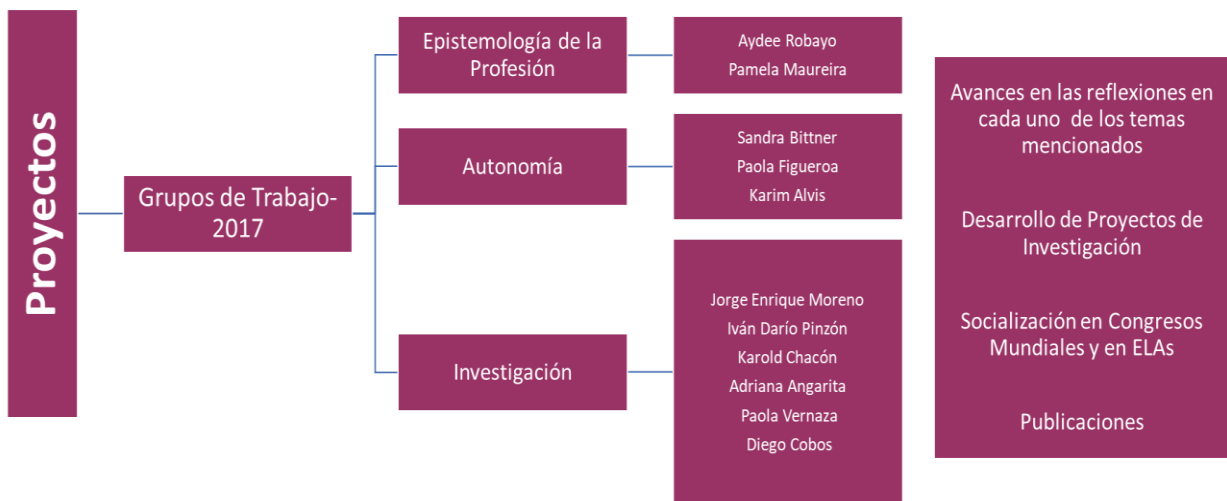 Proyectos
Grupos de Trabajo-
2017
Epistemología de la
Profesión
Aydee Robayo
Pamela Maureira
Autonomía
Sandra Bittner
Paola Figueroa
Karim Alvis
Investigación
Jorge Enrique Moreno
Iván Darío Pinzón
Karold Chacón
Adriana Angarita
Paola Vernaza
Diego Cobos
Avances en las reflexiones en
cada uno de los temas
mencionados
Desarrollo de Proyectos de
Investigación
Socialización en Congresos
Mundiales y en ELAs
Publicaciones